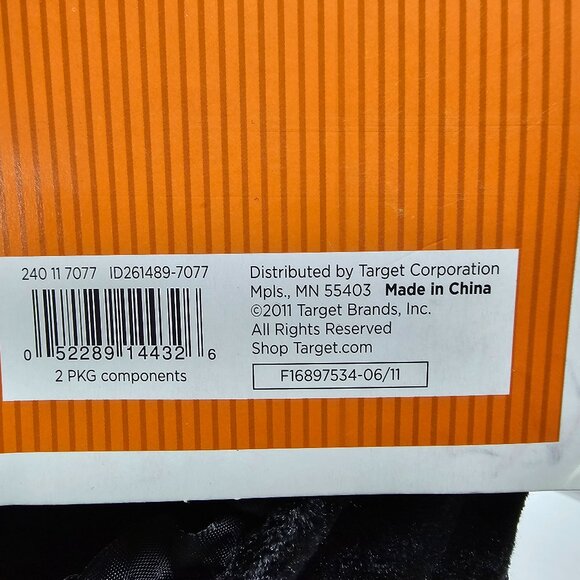 240 11 7077 ID261489-7077
0 52289 14432 6
2 PKG components
Distributed by Target Corporation
Mpls., MN 55403 Made in China
©2011 Target Brands, Inc.
All Rights Reserved
Shop Target.com
F16897534-06/11